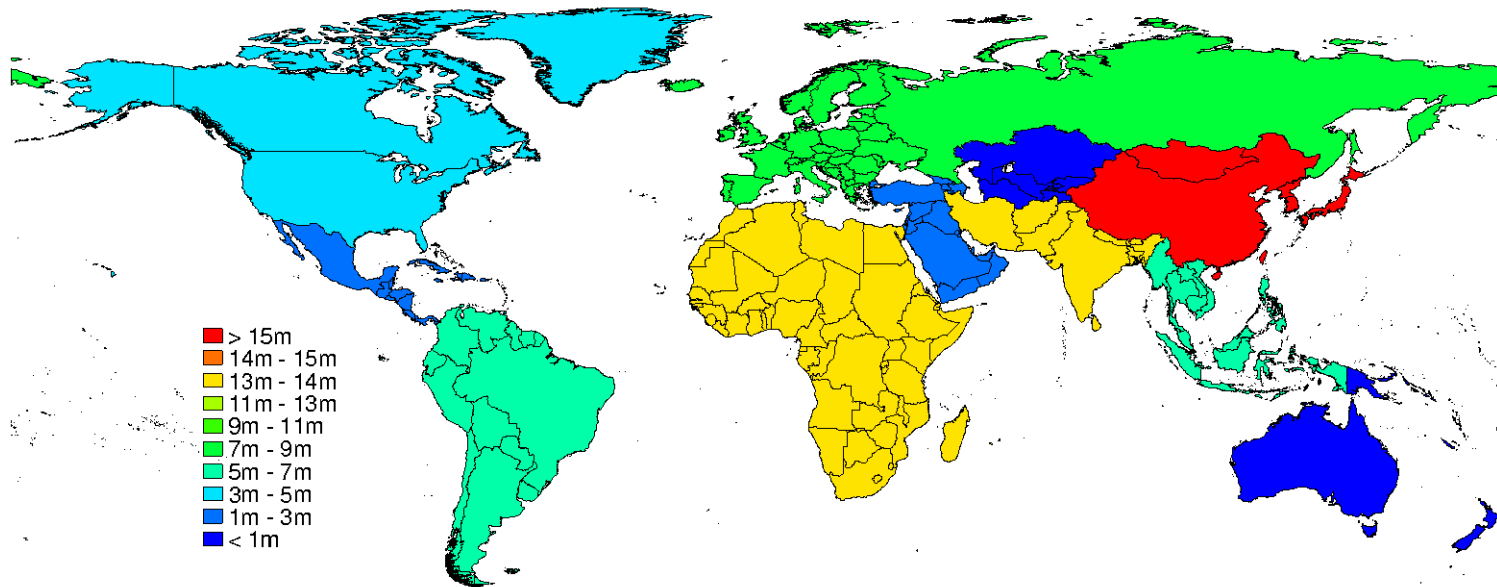 > 15m
14m - 15m
13m - 14m
11m - 13m
9m - 11m
7m - 9m
5m - 7m
3m - 5m
1m - 3m
< 1m